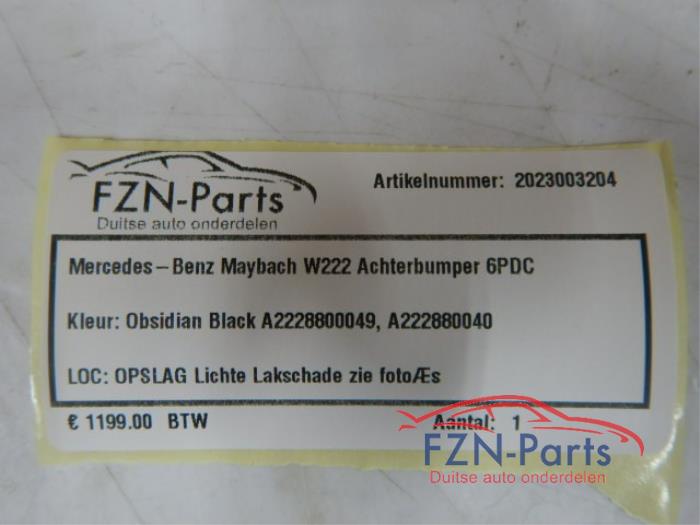 FZN-Parts
Duitse auto onderdelen
Artikelnummer: 2023003204
Mercedes-Benz Maybach W222 Achterbumper 6PDC
Kleur: Obsidian Black A2228800049, A222880040
LOC: OPSLAG Lichte Lakschade zie fotoÆs
€ 1199.00 BTW
Aantal: 1
FZN-Parts
Duitse auto onderdelen